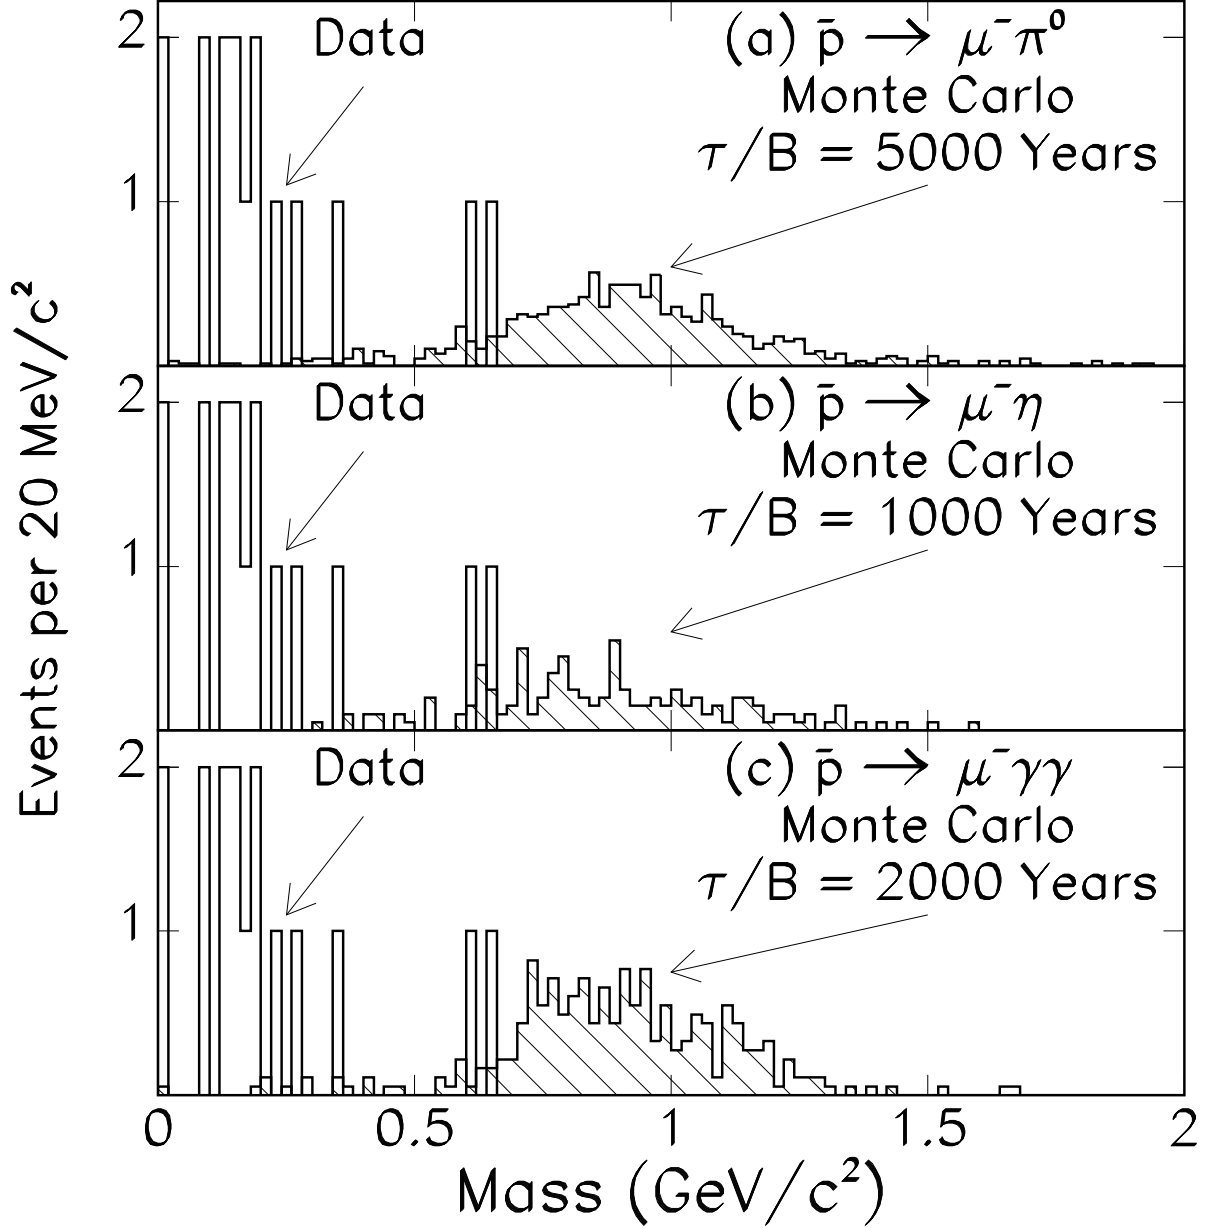 Events per 20 MeV/c²
2
1
Data
(a) p̄ → μ⁻π⁰
Monte Carlo
τ/B = 5000 Years
2
1
Data
(b) p̄ → μ⁻η
Monte Carlo
τ/B = 1000 Years
2
1
Data
(c) p̄ → μ⁻γγ
Monte Carlo
τ/B = 2000 Years
0 0.5 1 1.5 2
Mass (GeV/c²)